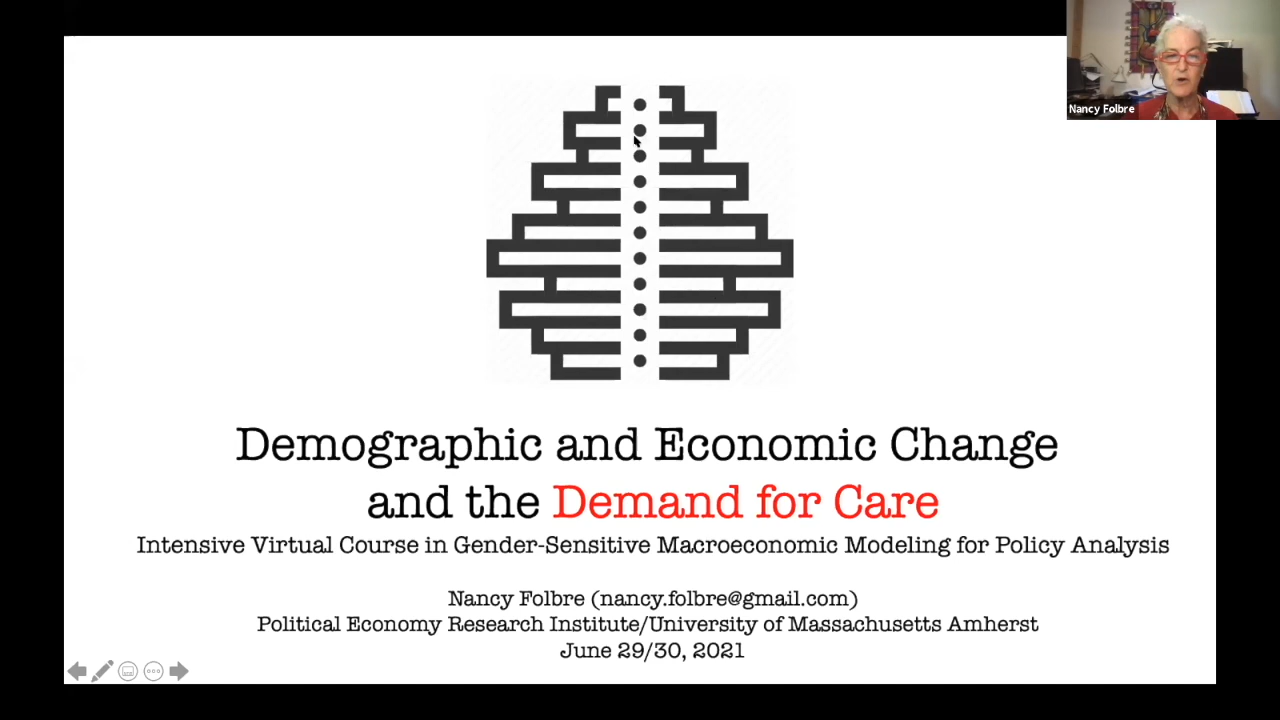 Nancy Folbre
Demographic and Economic Change
and the Demand for Care
Intensive Virtual Course in Gender-Sensitive Macroeconomic Modeling for Policy Analysis
Nancy Folbre (nancy.folbre@gmail.com)
Political Economy Research Institute/University of Massachusetts Amherst
June 29/30, 2021